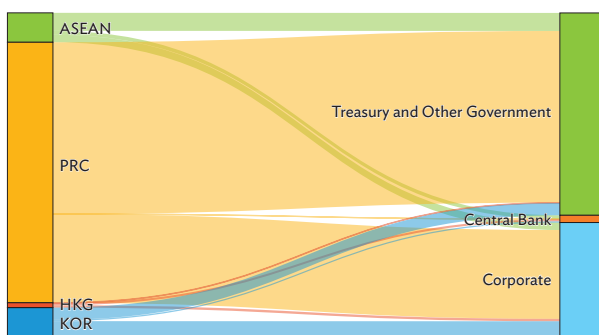 ASEAN
Treasury and Other Government
PRC
Central Bank
Corporate
HKG
KOR